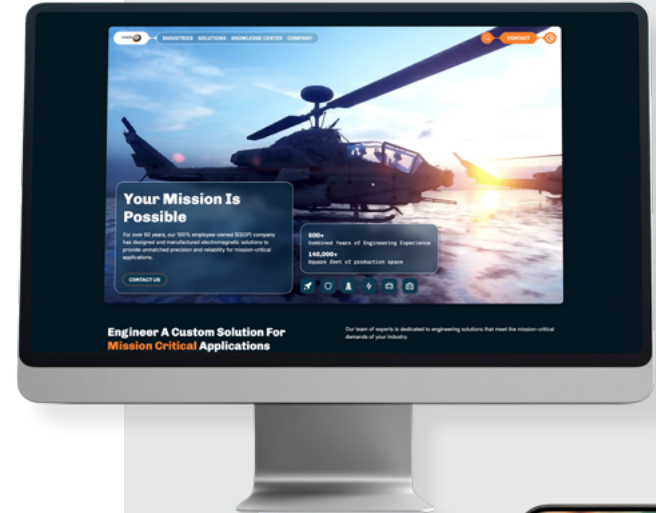 INDUSTRIES SOLUTIONS KNOWLEDGE CENTER COMPANY
CONTACT
Your Mission Is
Possible
For over 60 years, our 100% employee-owned (ESOP) company
has designed and manufactured electromagnetic solutions to
provide unmatched precision and reliability for mission-critical
applications.
CONTACT US
500+
Combined Years of Engineering Experience
140,000+
Square feet of production space
Engineer A Custom Solution For
Mission Critical Applications
Our team of experts is dedicated to engineering solutions that meet the mission-critical
demands of your industry.